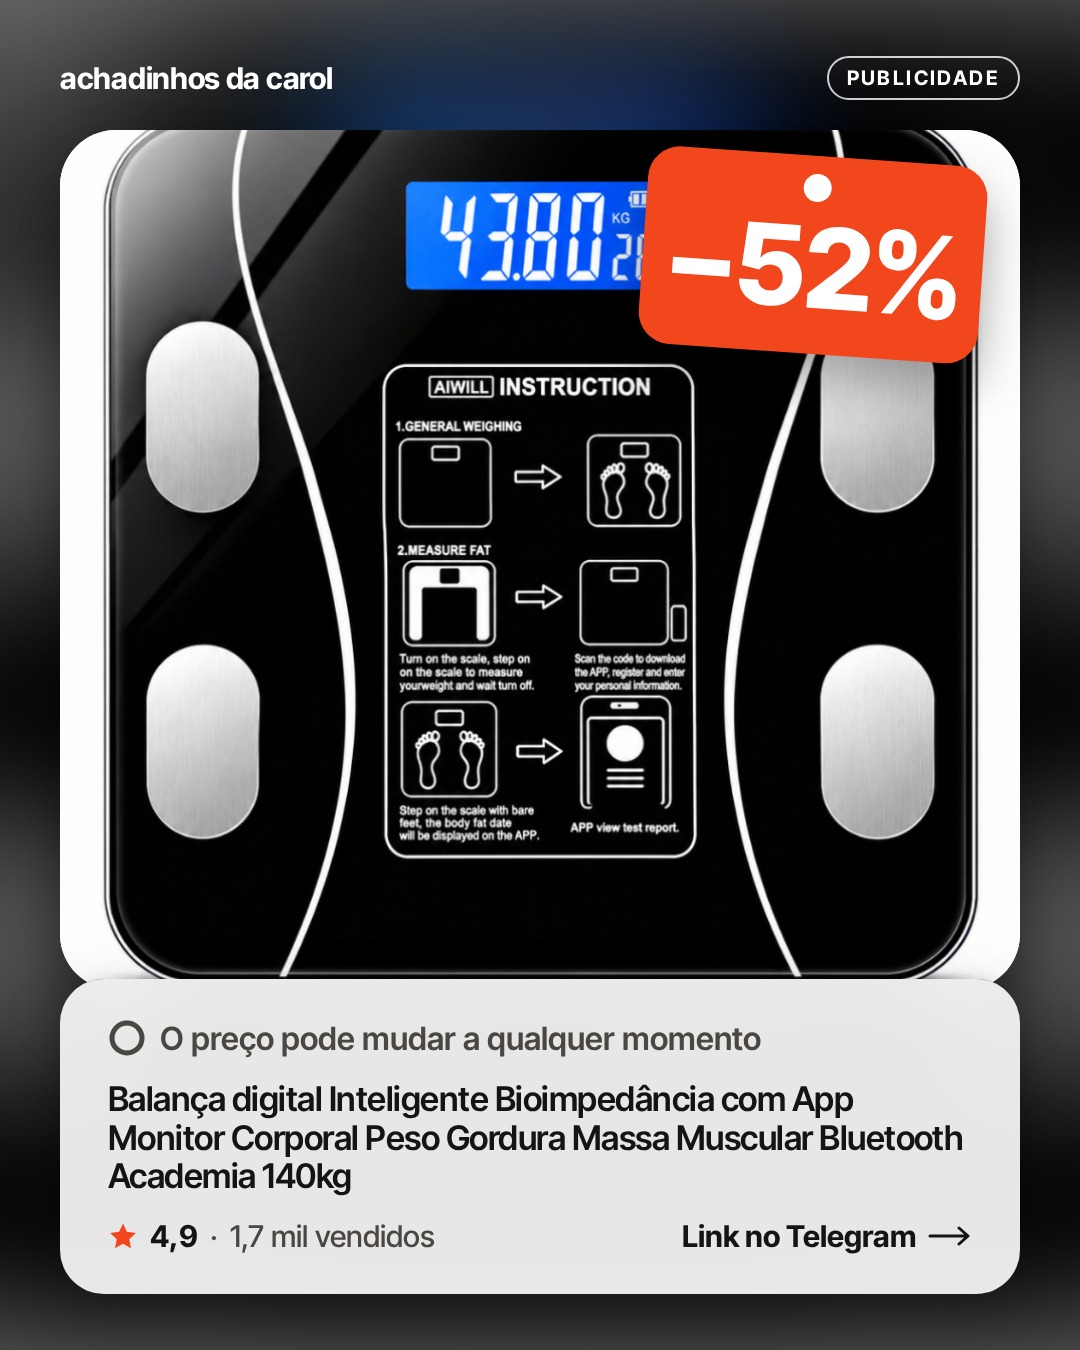 achadinhos da carol
PUBLICIDADE
43.80 KG
-52%
AIWILL INSTRUCTION
1.GENERAL WEIGHING
2.MEASURE FAT
Turn on the scale, step on
on the scale to measure
yourweight and wait turn off.
Scan the code to download
the APP, register and enter
your personal information.
Step on the scale with bare
feet, the body fat date
will be displayed on the APP.
APP view test report.
O preço pode mudar a qualquer momento
Balança digital Inteligente Bioimpedância com App
Monitor Corporal Peso Gordura Massa Muscular Bluetooth
Academia 140kg
4,9 · 1,7 mil vendidos
Link no Telegram →